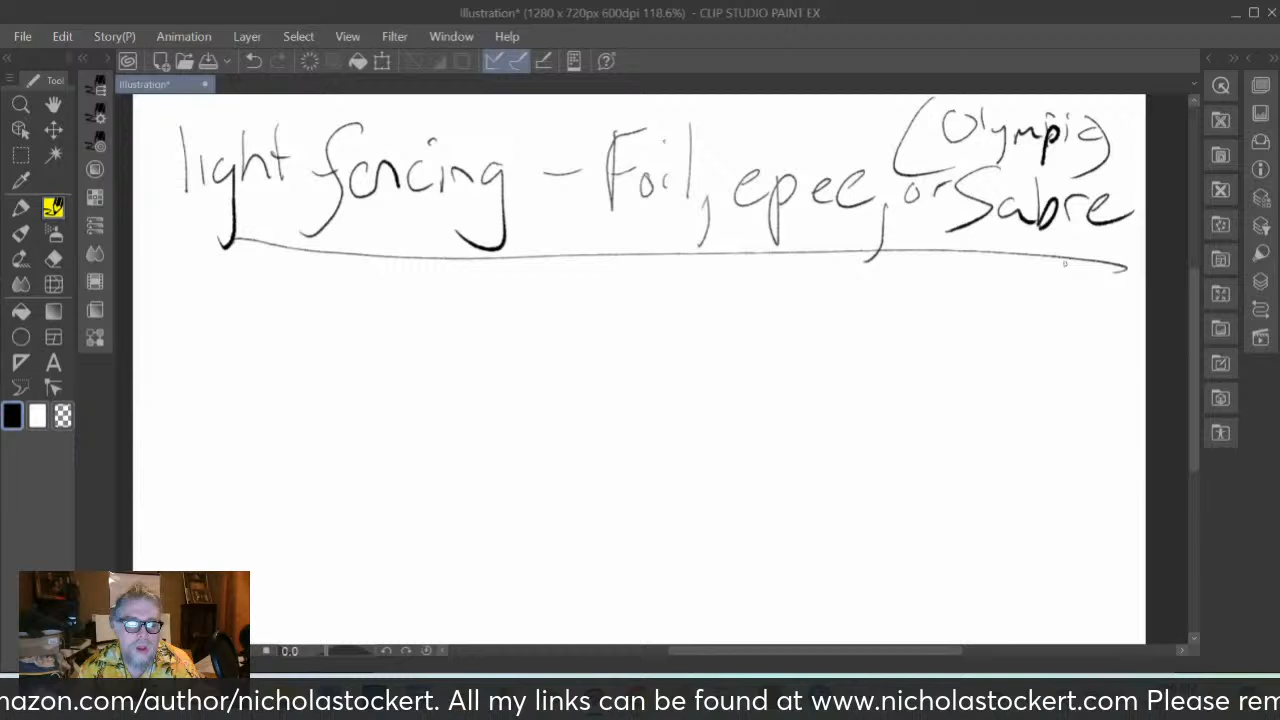 Illustration* (1280 x 720px 600dpi 118.6%) - CLIP STUDIO PAINT EX
File Edit Story(P) Animation Layer Select View Filter Window Help
Tool
Illustration*
(Olympic)
light fencing - Foil, epee, or Sabre
0.0
mazon.com/author/nicholastockert. All my links can be found at www.nicholastockert.com Please ren